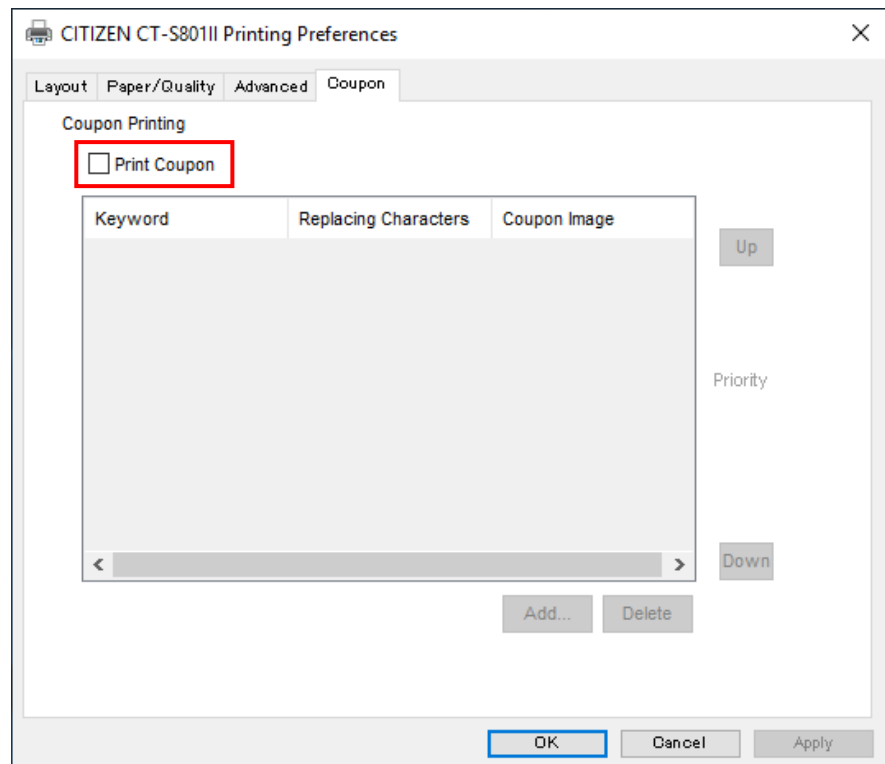 CITIZEN CT-S801II Printing Preferences
Layout Paper/Quality Advanced Coupon
Coupon Printing
Print Coupon
Keyword Replacing Characters Coupon Image
Up
Priority
Down
Add... Delete
OK Cancel Apply